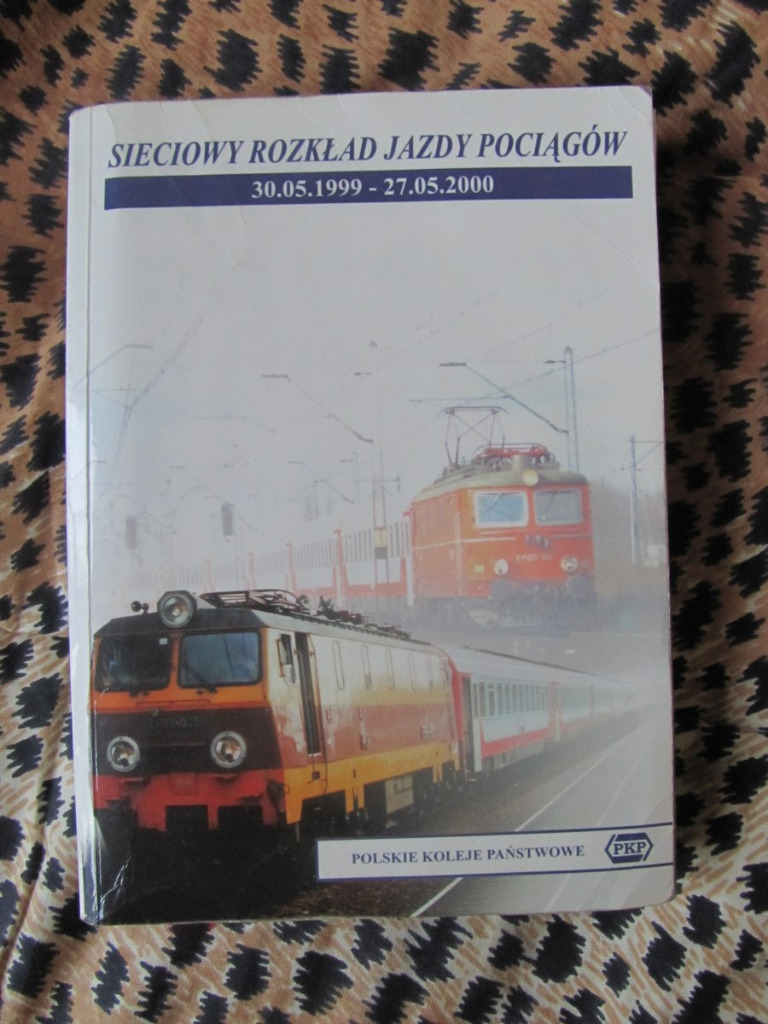 SIECIOWY ROZKŁAD JAZDY POCIĄGÓW
30.05.1999 - 27.05.2000
POLSKIE KOLEJE PAŃSTWOWE
PKP